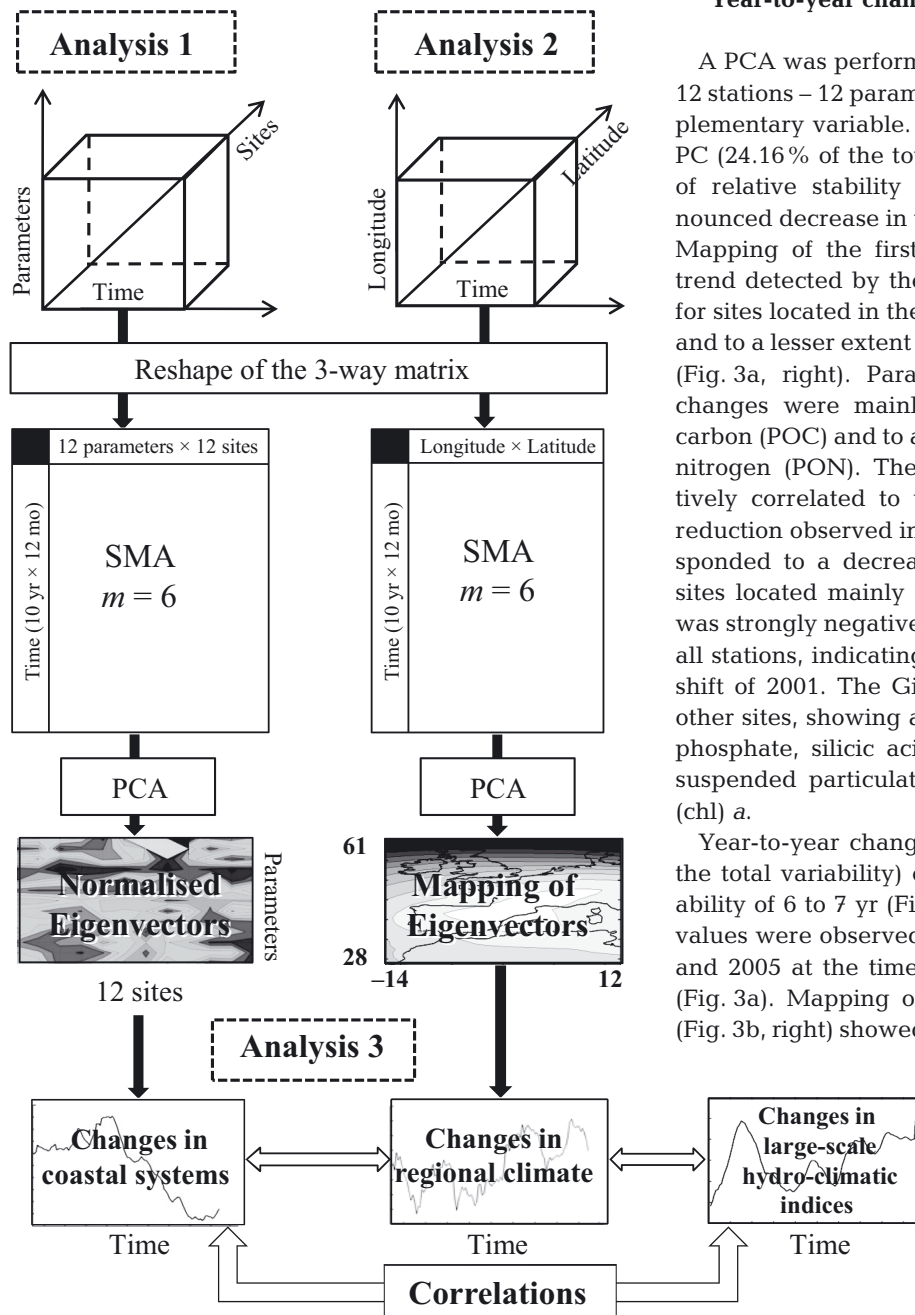 Analysis 1
Analysis 2
Parameters
Sites
Time
Longitude
Latitude
Time
Reshape of the 3-way matrix
12 parameters × 12 sites
Time (10 yr × 12 mo)
SMA
m = 6
Longitude × Latitude
Time (10 yr × 12 mo)
SMA
m = 6
PCA
PCA
Normalised
Eigenvectors
Parameters
12 sites
61
28
Mapping of
Eigenvectors
–14
12
Analysis 3
Changes in
coastal systems
Time
Changes in
regional climate
Time
Changes in
large-scale
hydro-climatic
indices
Time
Correlations
A PCA was perform
12 stations – 12 param
plementary variable.
PC (24.16% of the to
of relative stability
nounced decrease in
Mapping of the first
trend detected by the
for sites located in the
and to a lesser extent
(Fig. 3a, right). Para
changes were mainl
carbon (POC) and to a
nitrogen (PON). The
tively correlated to
reduction observed in
sponded to a decrea
sites located mainly
was strongly negative
all stations, indicating
shift of 2001. The Gi
other sites, showing a
phosphate, silicic aci
suspended particulat
(chl) a.
Year-to-year chang
the total variability)
ability of 6 to 7 yr (Fi
values were observed
and 2005 at the time
(Fig. 3a). Mapping o
(Fig. 3b, right) showed